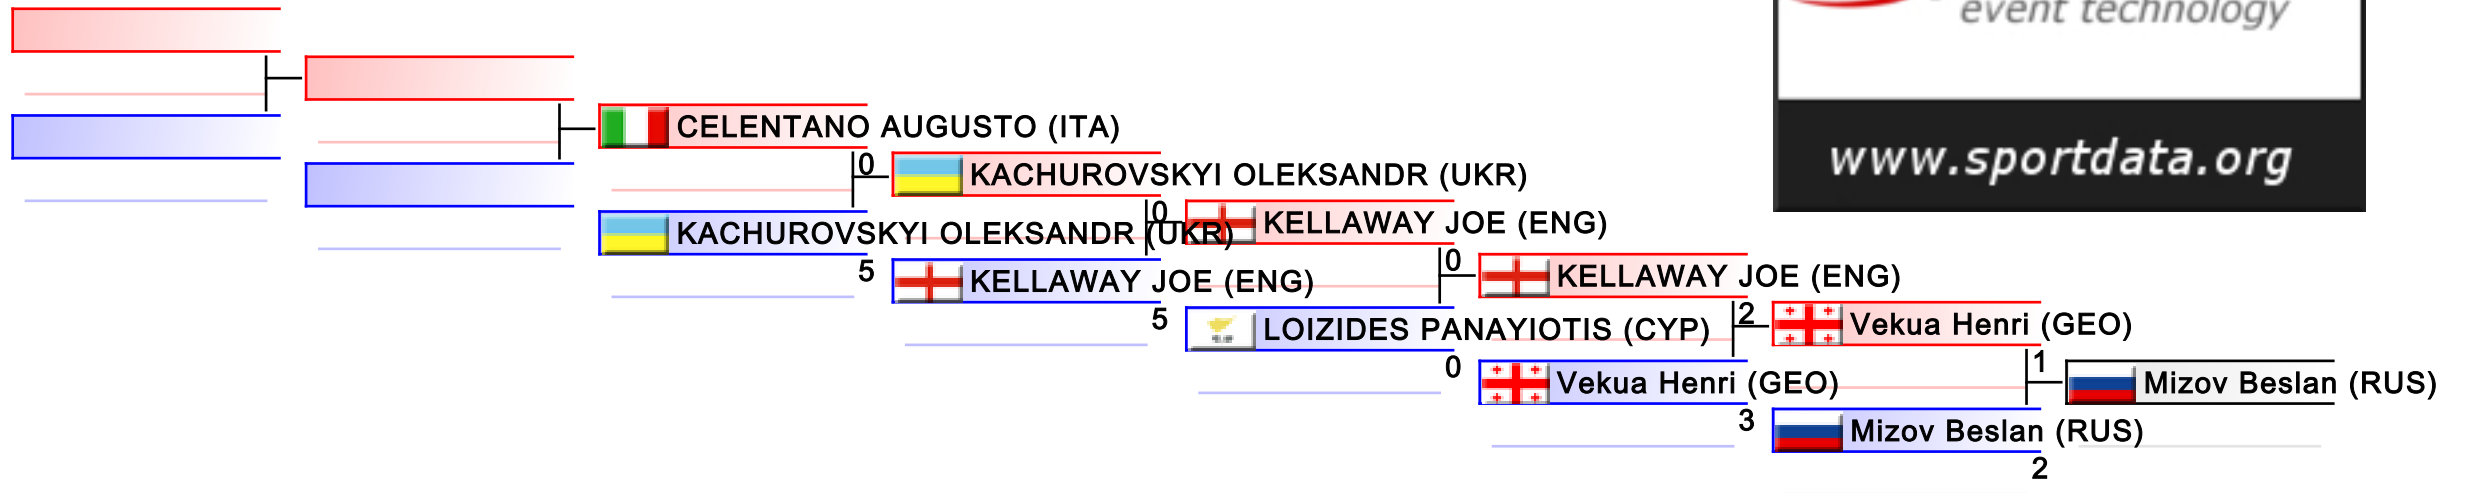 event technology
CELENTANO AUGUSTO (ITA)
www.sportdata.org
0
KACHUROVSKYI OLEKSANDR (UKR)
0
KELLAWAY JOE (ENG)
KACHUROVSKYI OLEKSANDR (UKR)
5
KELLAWAY JOE (ENG)
0
KELLAWAY JOE (ENG)
5
LOIZIDES PANAYIOTIS (CYP)
2
Vekua Henri (GEO)
0
Vekua Henri (GEO)
1
Mizov Beslan (RUS)
3
Mizov Beslan (RUS)
2